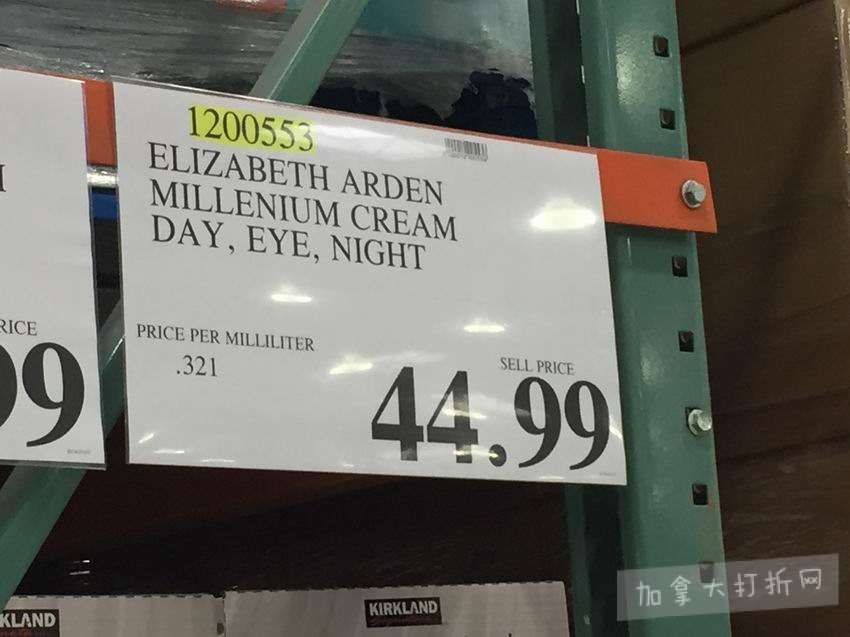 1200553
ELIZABETH ARDEN
MILLENIUM CREAM
DAY, EYE, NIGHT
PRICE PER MILLILITER
.321
SELL PRICE
44.99
RICE
99
KLAND
KIRKLAND
加拿大打折网